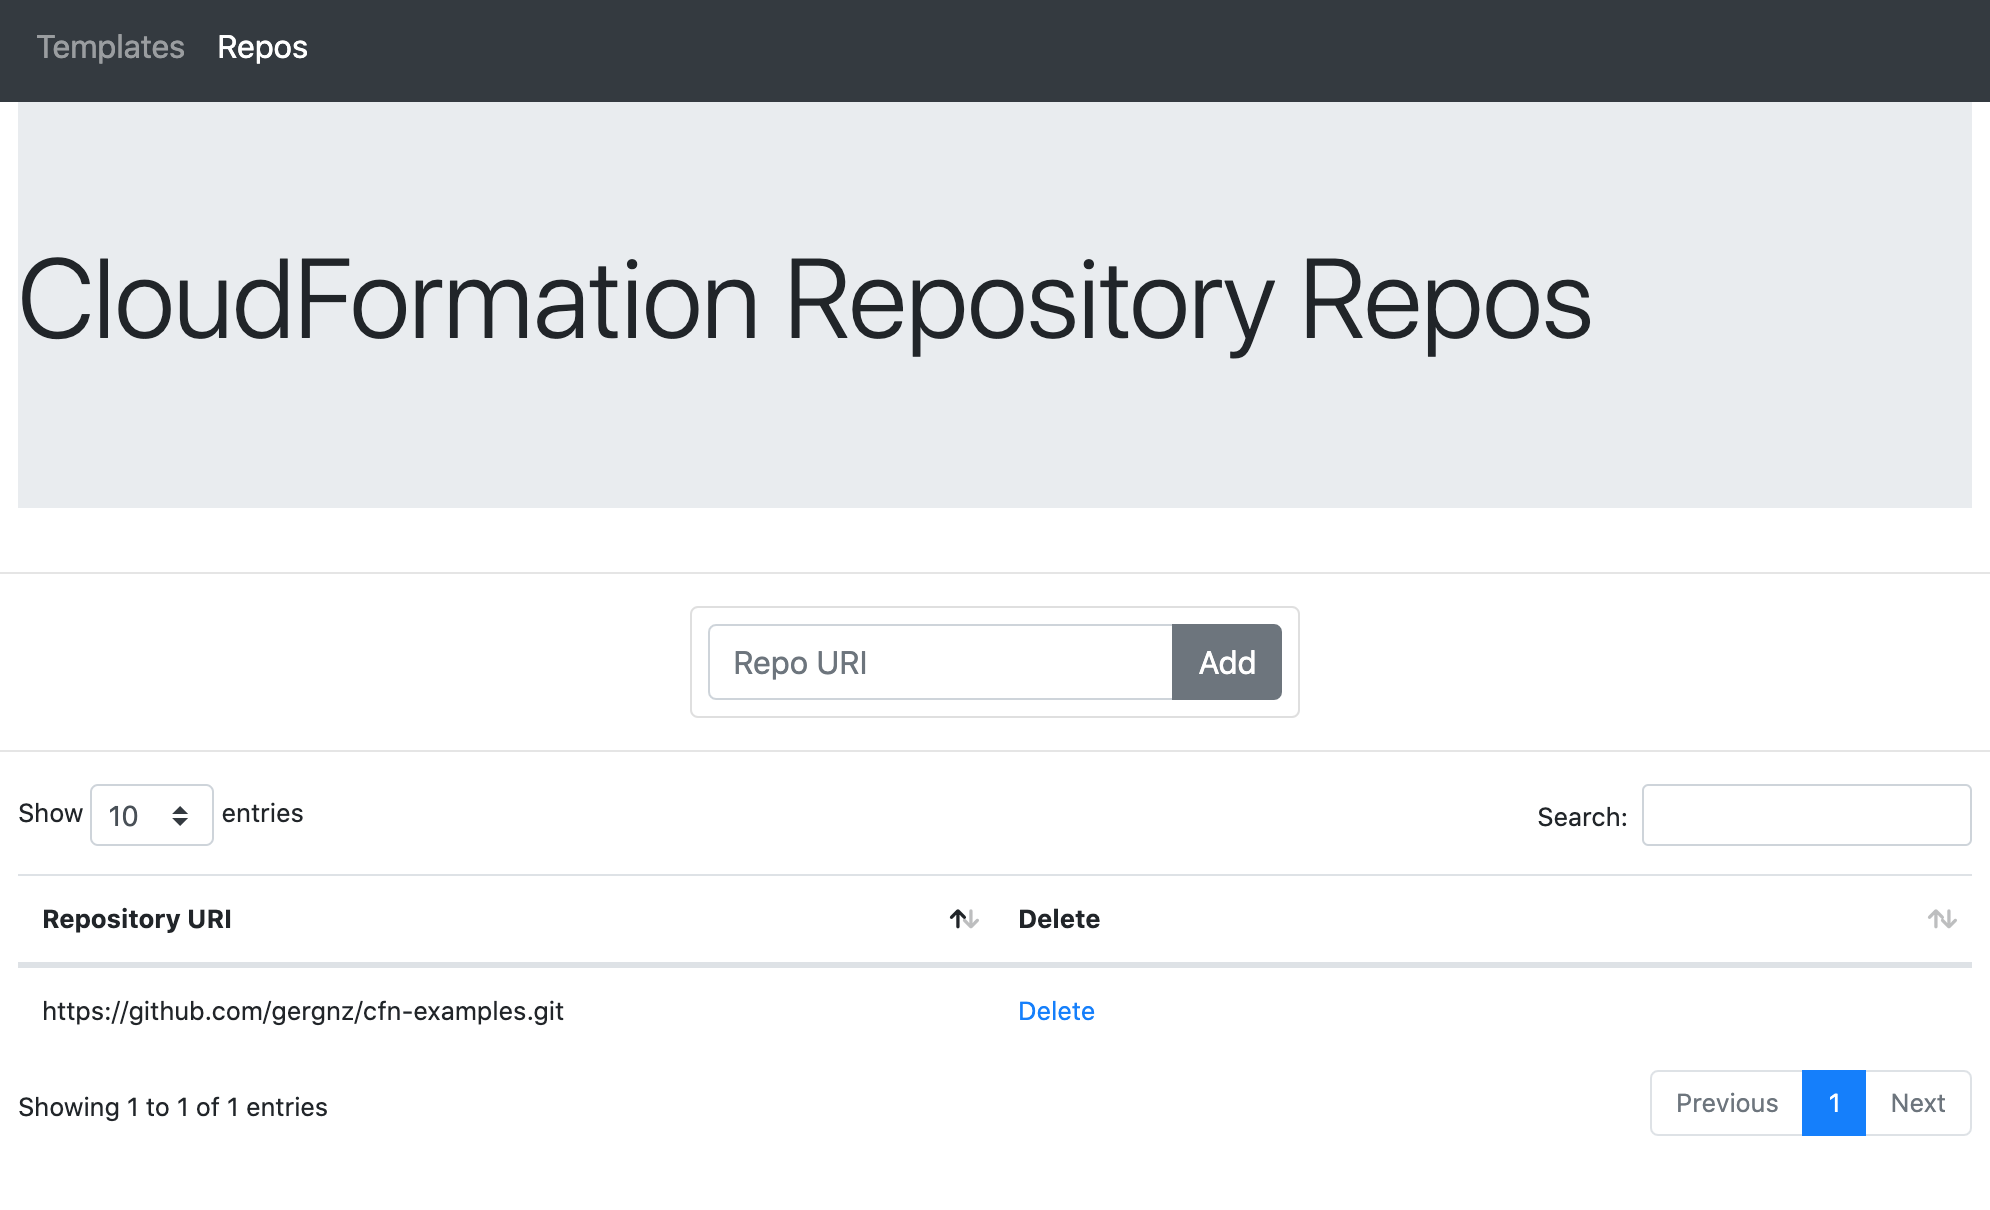 Templates Repos
CloudFormation Repository Repos
Repo URI Add
Show 10 entries Search:
Repository URI Delete
https://github.com/gergnz/cfn-examples.git Delete
Showing 1 to 1 of 1 entries Previous 1 Next